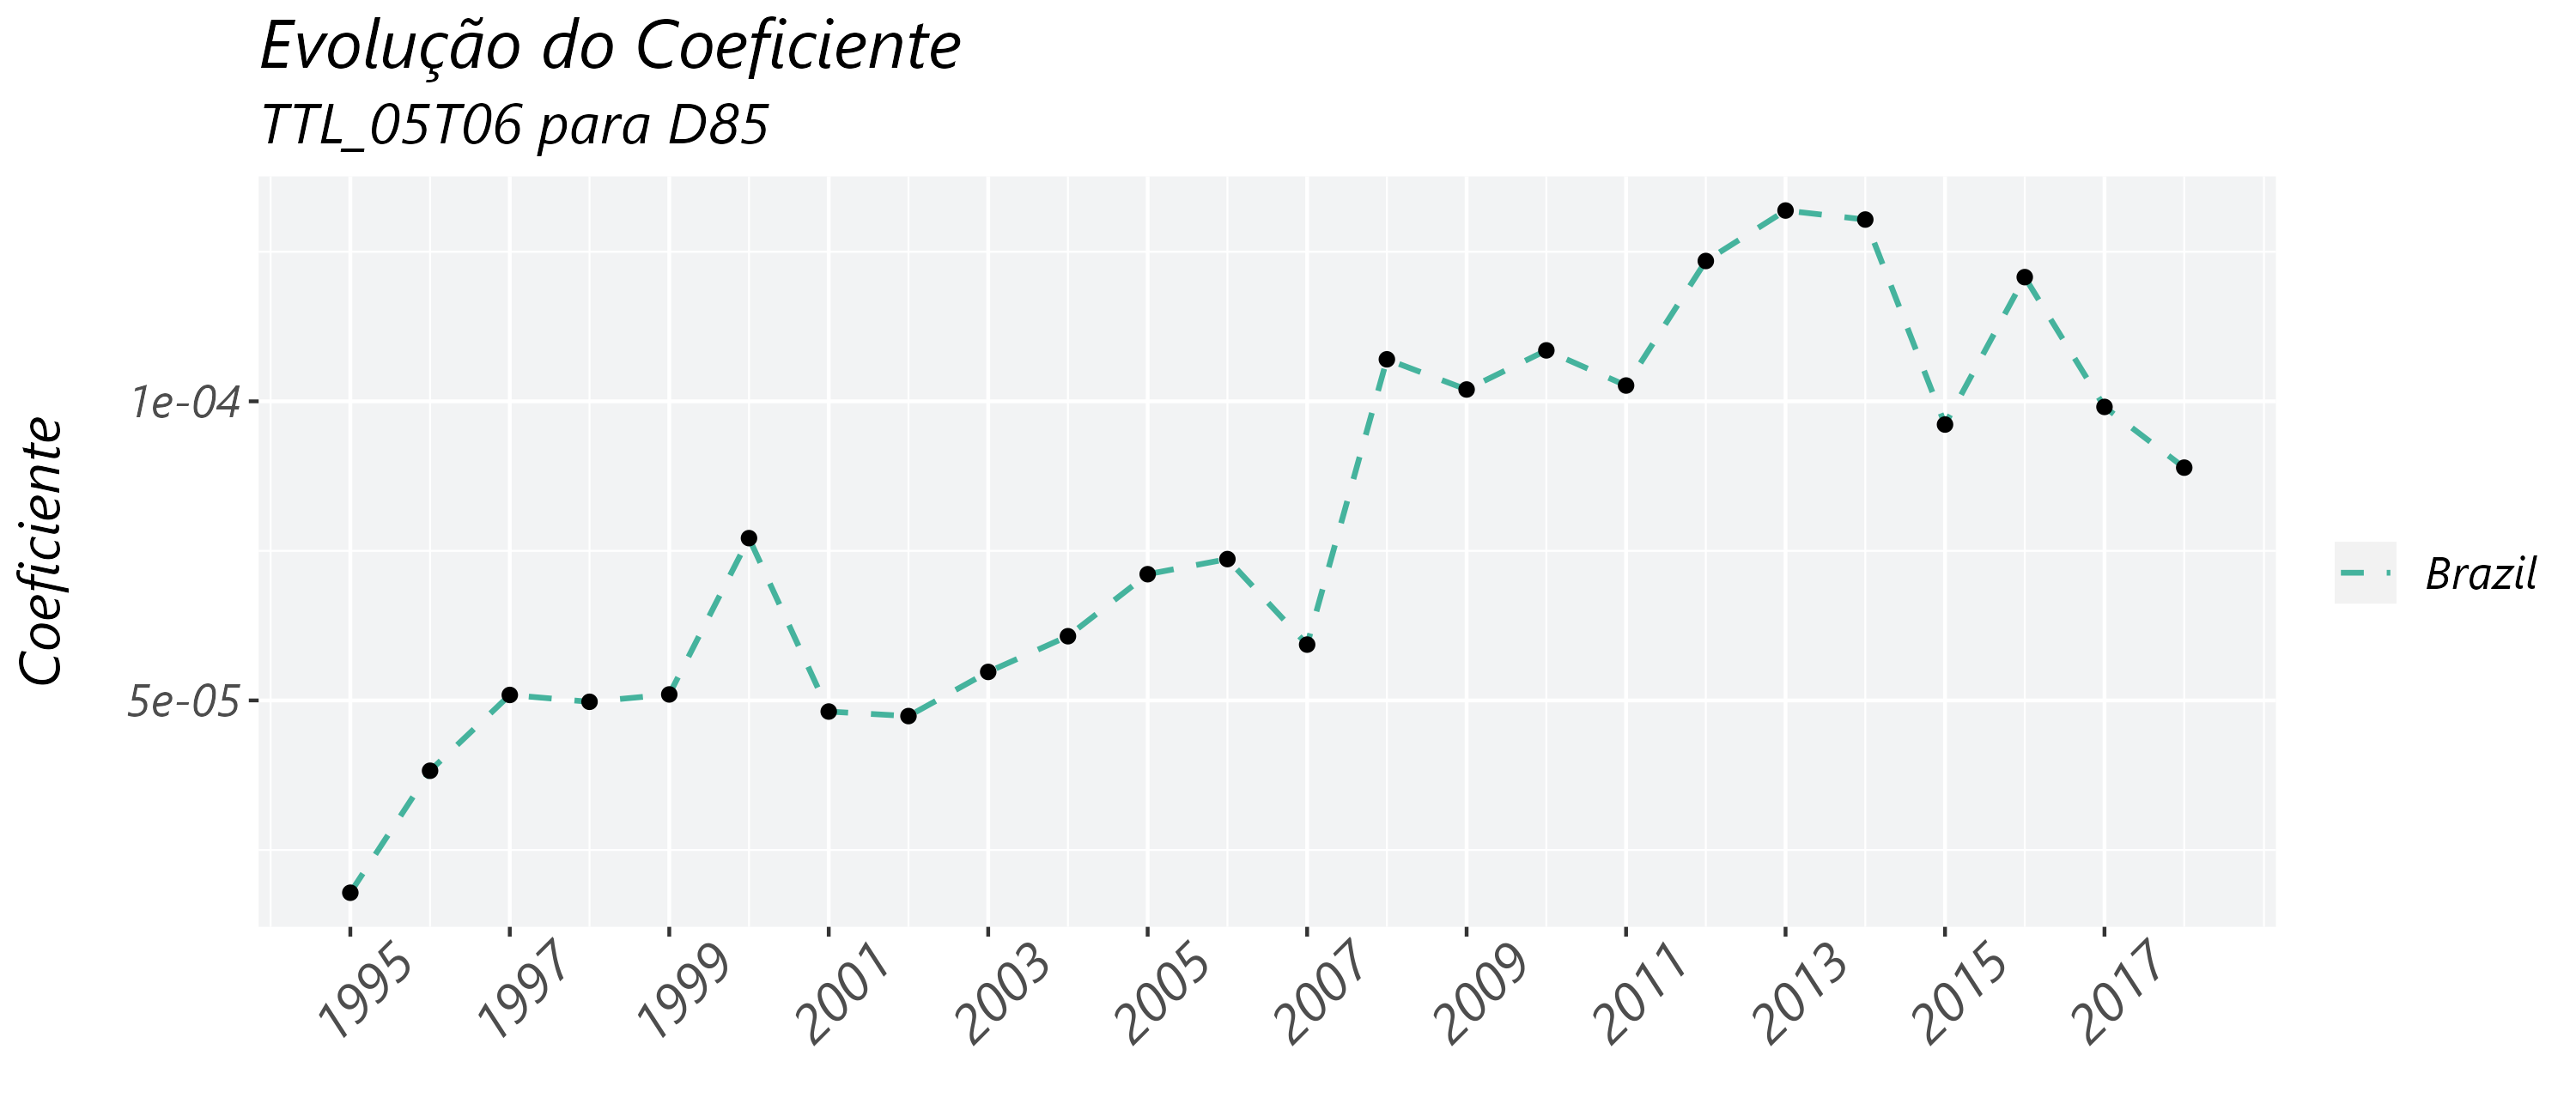 Evolução do Coeficiente
TTL_05T06 para D85
Coeficiente
1e-04
5e-05
1995
1997
1999
2001
2003
2005
2007
2009
2011
2013
2015
2017
Brazil